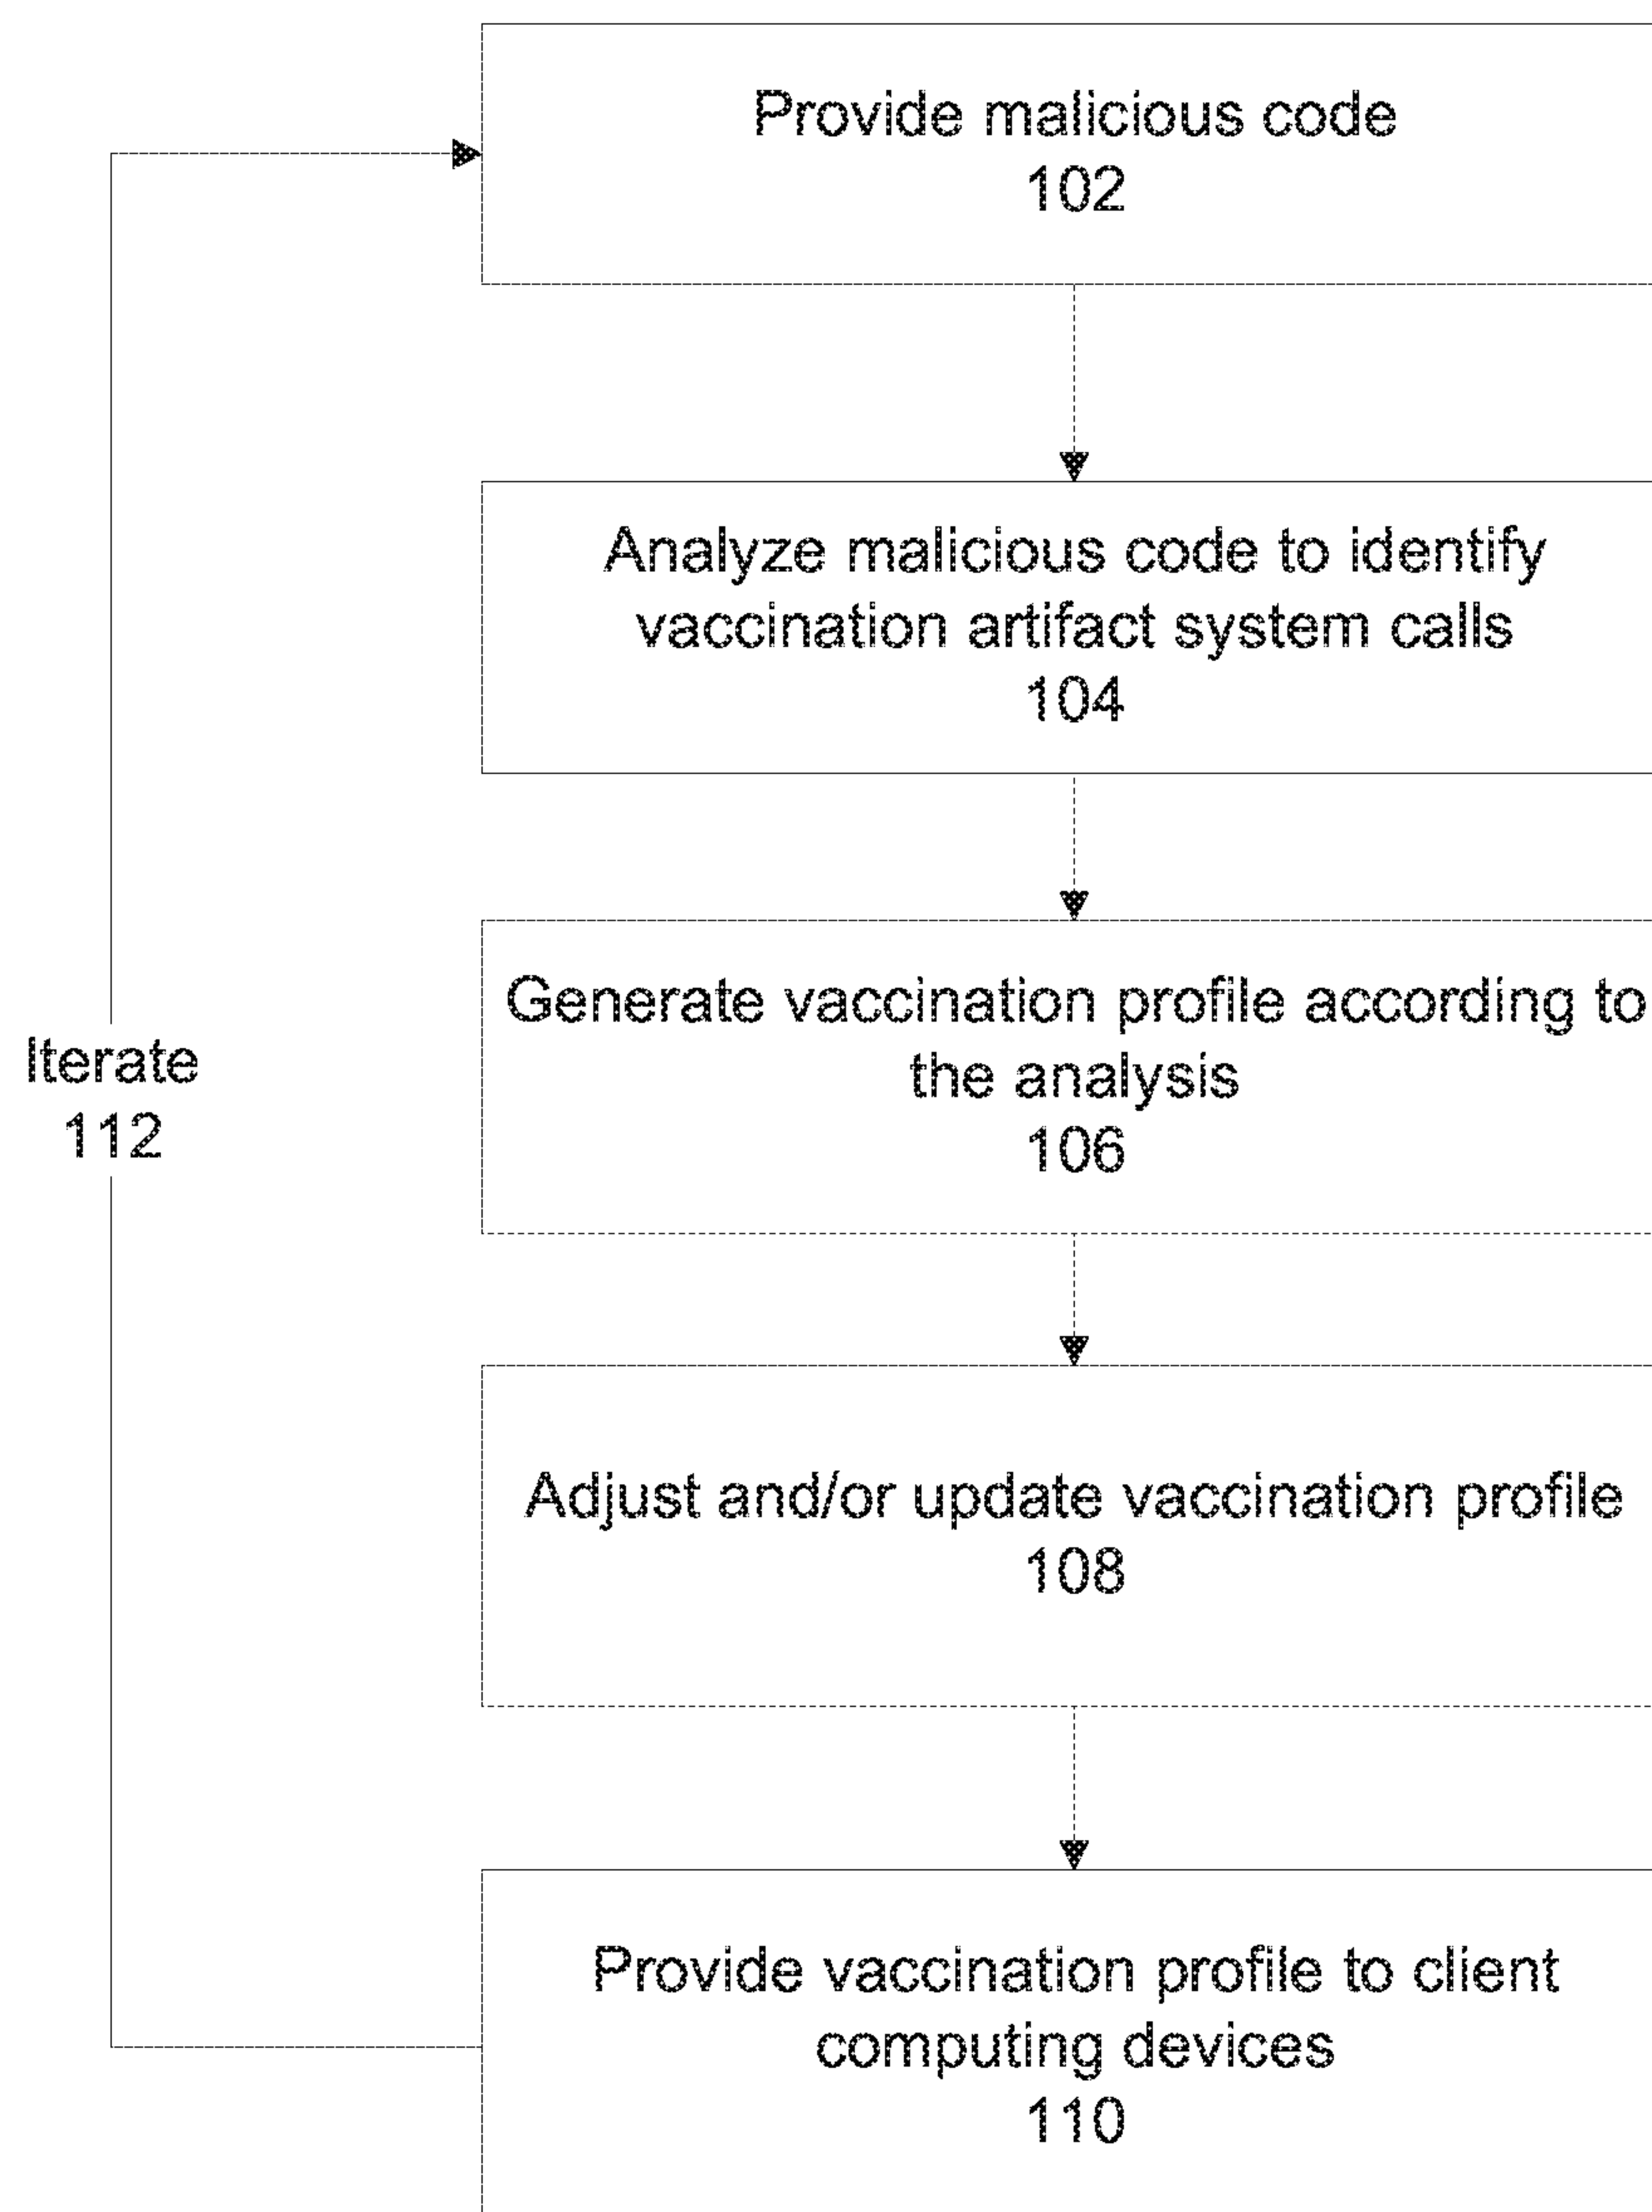 Provide malicious code
102
Analyze malicious code to identify
vaccination artifact system calls
104
Generate vaccination profile according to
the analysis
106
Iterate
112
Adjust and/or update vaccination profile
108
Provide vaccination profile to client
computing devices
110